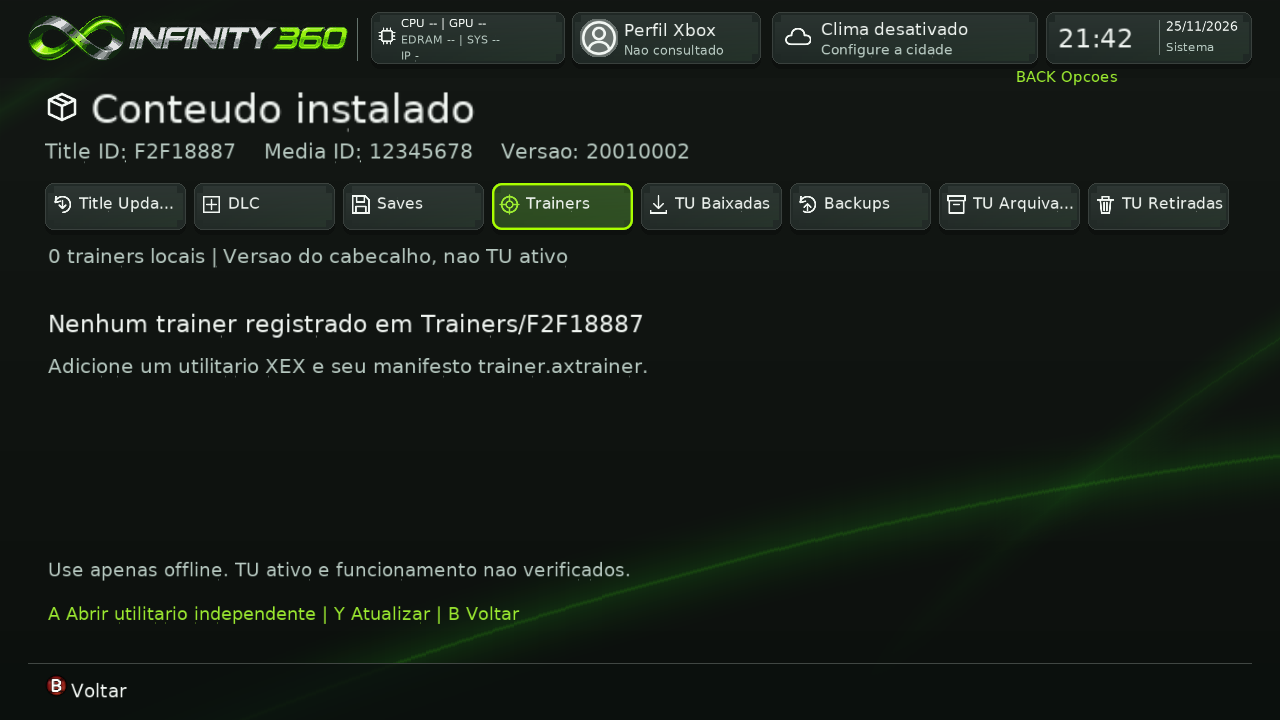 INFINITY 360
CPU -- | GPU --
EDRAM -- | SYS --
IP -
Perfil Xbox
Nao consultado
Clima desativado
Configure a cidade
21:42
25/11/2026
Sistema
BACK Opcoes
Conteudo instalado
Title ID: F2F18887 Media ID: 12345678 Versao: 20010002
Title Upda... DLC Saves Trainers TU Baixadas Backups TU Arquiva... TU Retiradas
0 trainers locais | Versao do cabecalho, nao TU ativo
Nenhum trainer registrado em Trainers/F2F18887
Adicione um utilitario XEX e seu manifesto trainer.axtrainer.
Use apenas offline. TU ativo e funcionamento nao verificados.
A Abrir utilitario independente | Y Atualizar | B Voltar
B Voltar